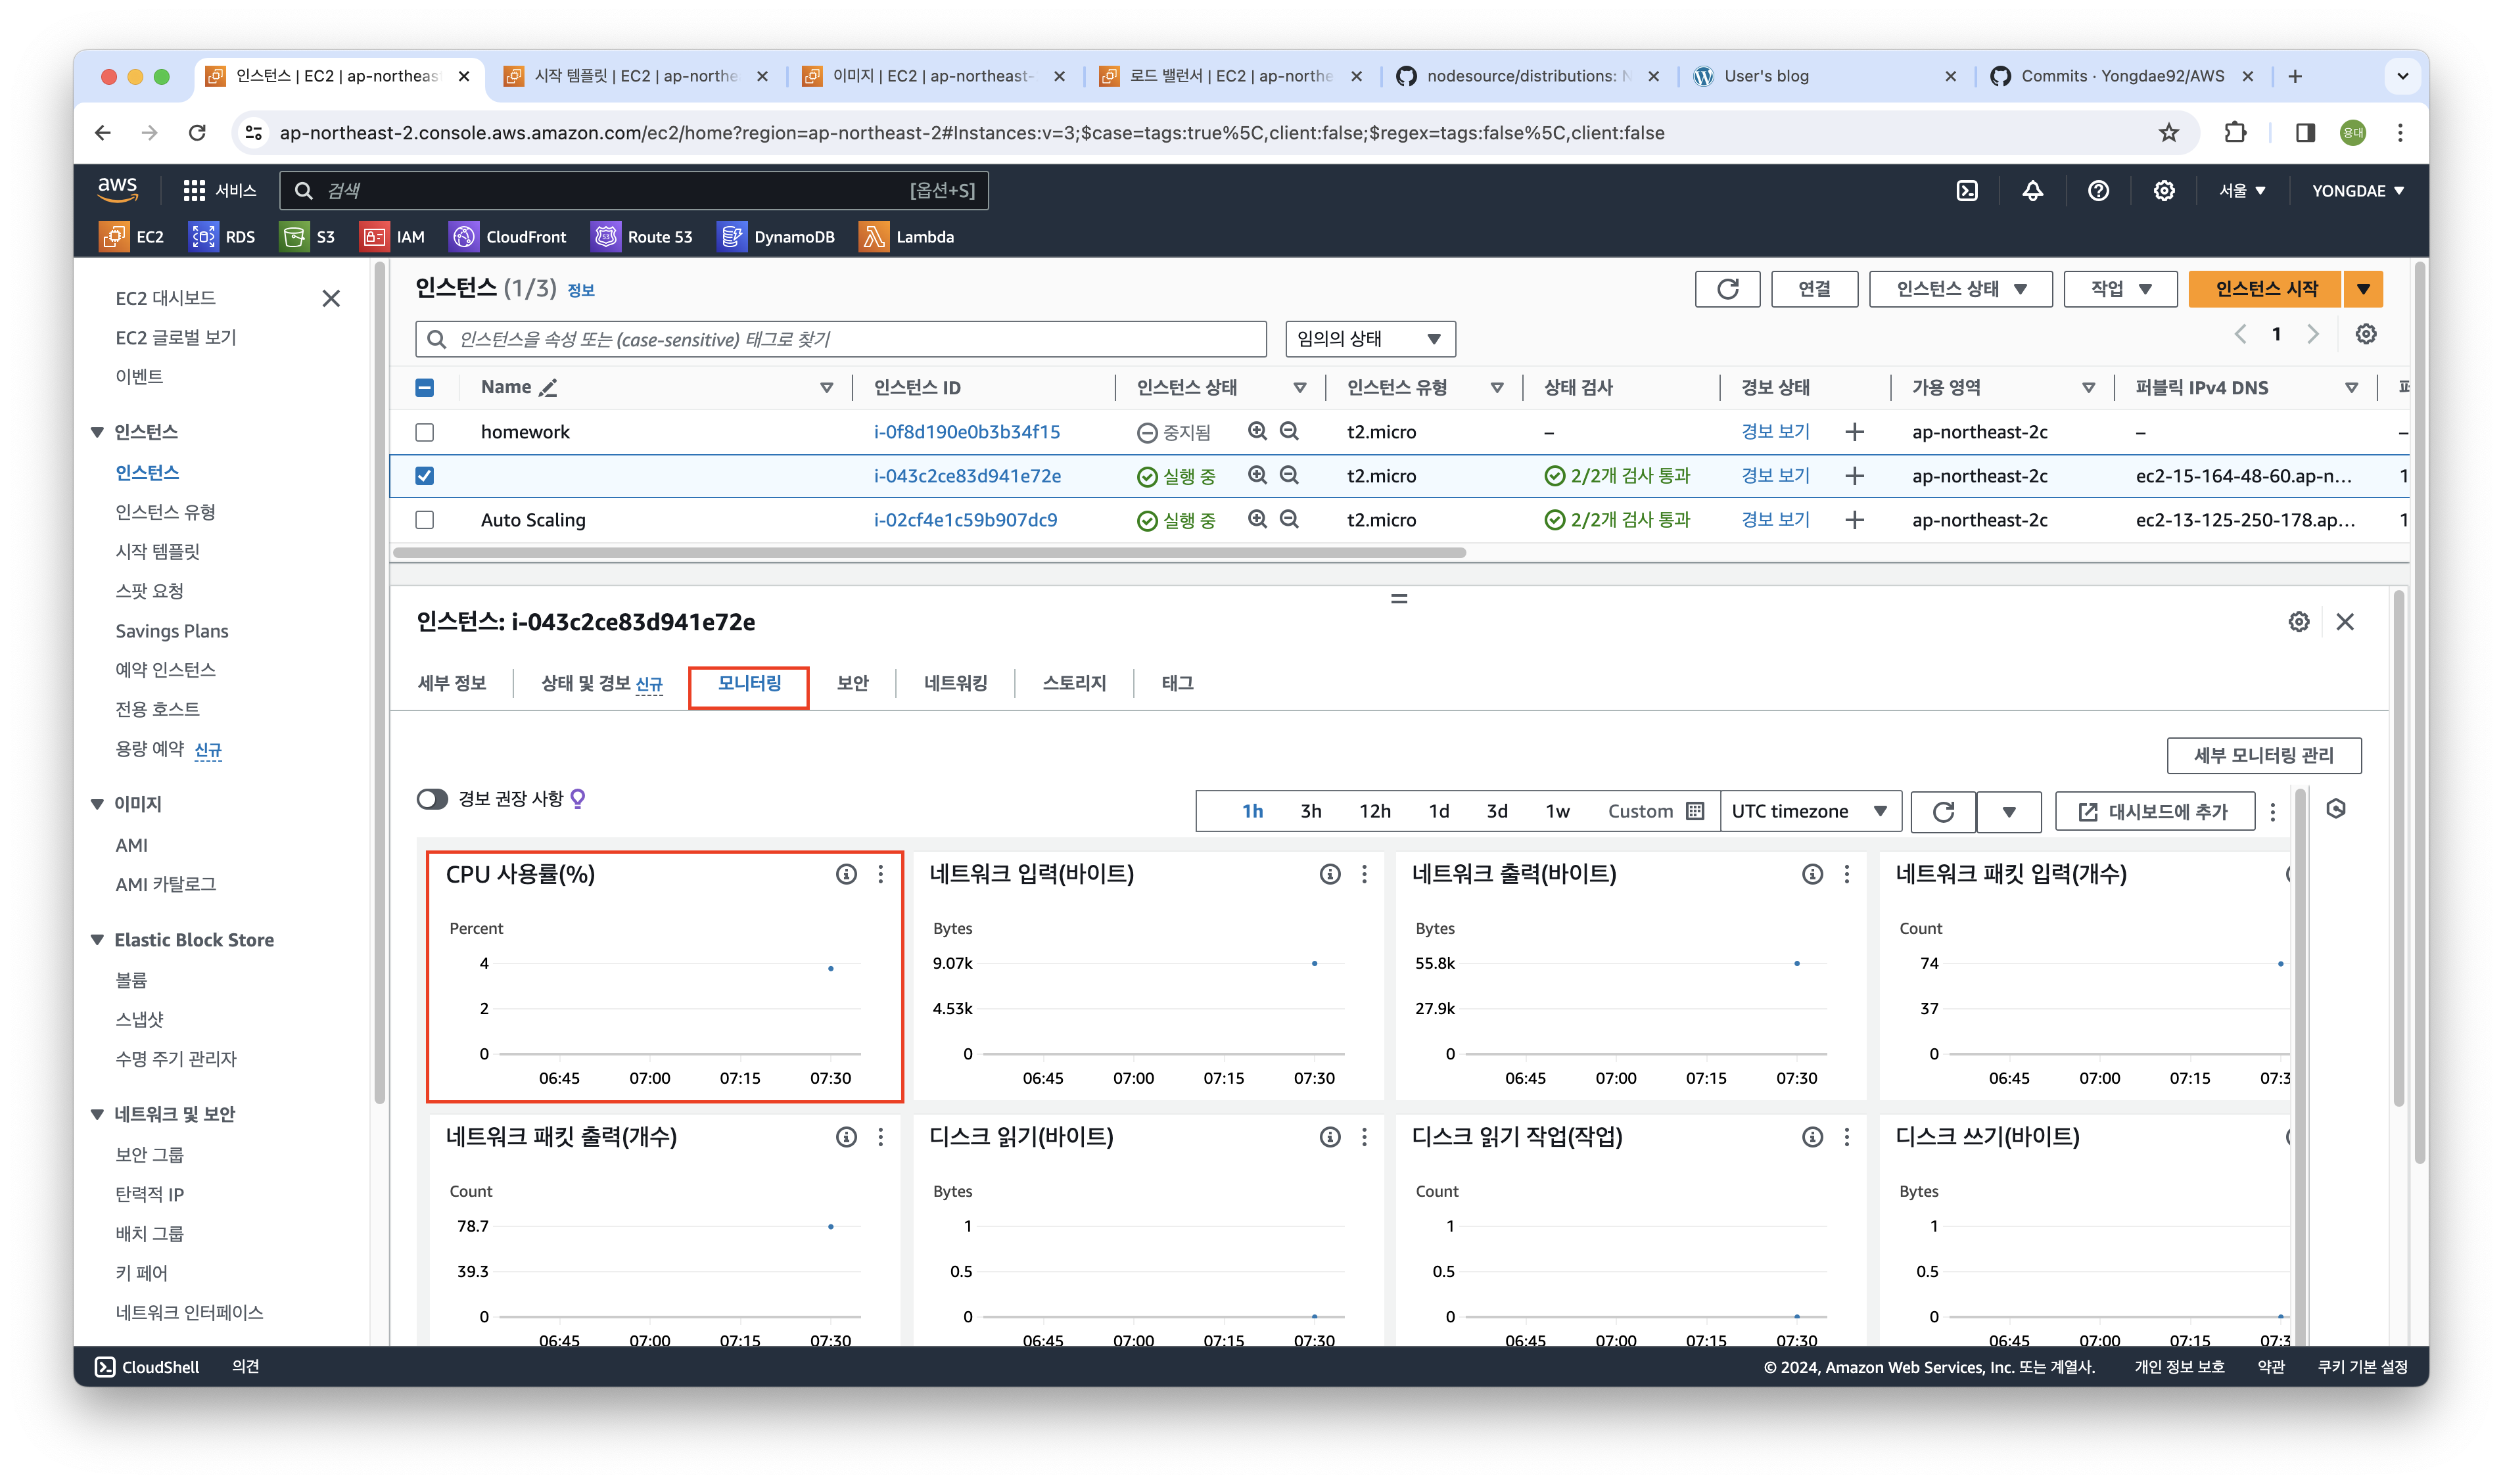 인스턴스 | EC2 | ap-northeas
시작 템플릿 | EC2 | ap-northe
이미지 | EC2 | ap-northeast-
로드 밸런서 | EC2 | ap-northe
nodesource/distributions: N
User's blog
Commits · Yongdae92/AWS
ap-northeast-2.console.aws.amazon.com/ec2/home?region=ap-northeast-2#Instances:v=3;$case=tags:true%5C,client:false;$regex=tags:false%5C,client:false
용대
aws
서비스
검색
[옵션+S]
서울
YONGDAE
EC2
RDS
S3
IAM
CloudFront
Route 53
DynamoDB
Lambda
EC2 대시보드
EC2 글로벌 보기
이벤트
인스턴스
인스턴스
인스턴스 유형
시작 템플릿
스팟 요청
Savings Plans
예약 인스턴스
전용 호스트
용량 예약 신규
이미지
AMI
AMI 카탈로그
Elastic Block Store
볼륨
스냅샷
수명 주기 관리자
네트워크 및 보안
보안 그룹
탄력적 IP
배치 그룹
키 페어
네트워크 인터페이스
인스턴스 (1/3) 정보
연결
인스턴스 상태
작업
인스턴스 시작
인스턴스을 속성 또는 (case-sensitive) 태그로 찾기
임의의 상태
1
Name 인스턴스 ID 인스턴스 상태 인스턴스 유형 상태 검사 경보 상태 가용 영역 퍼블릭 IPv4 DNS
homework i-0f8d190e0b3b34f15 중지됨 t2.micro – 경보 보기 + ap-northeast-2c – –
i-043c2ce83d941e72e 실행 중 t2.micro 2/2개 검사 통과 경보 보기 + ap-northeast-2c ec2-15-164-48-60.ap-n... 1
Auto Scaling i-02cf4e1c59b907dc9 실행 중 t2.micro 2/2개 검사 통과 경보 보기 + ap-northeast-2c ec2-13-125-250-178.ap... 1
인스턴스: i-043c2ce83d941e72e
세부 정보
상태 및 경보 신규
모니터링
보안
네트워킹
스토리지
태그
세부 모니터링 관리
경보 권장 사항
1h 3h 12h 1d 3d 1w Custom
UTC timezone
대시보드에 추가
CPU 사용률(%)
Percent
4
2
0
06:45 07:00 07:15 07:30
네트워크 입력(바이트)
Bytes
9.07k
4.53k
0
06:45 07:00 07:15 07:30
네트워크 출력(바이트)
Bytes
55.8k
27.9k
0
06:45 07:00 07:15 07:30
네트워크 패킷 입력(개수)
Count
74
37
0
06:45 07:00 07:15 07:3
네트워크 패킷 출력(개수)
Count
78.7
39.3
0
06:45 07:00 07:15 07:30
디스크 읽기(바이트)
Bytes
1
0.5
0
06:45 07:00 07:15 07:30
디스크 읽기 작업(작업)
Count
1
0.5
0
06:45 07:00 07:15 07:30
디스크 쓰기(바이트)
Bytes
1
0.5
0
06:45 07:00 07:15 07:3
CloudShell
의견
© 2024, Amazon Web Services, Inc. 또는 계열사.
개인 정보 보호
약관
쿠키 기본 설정